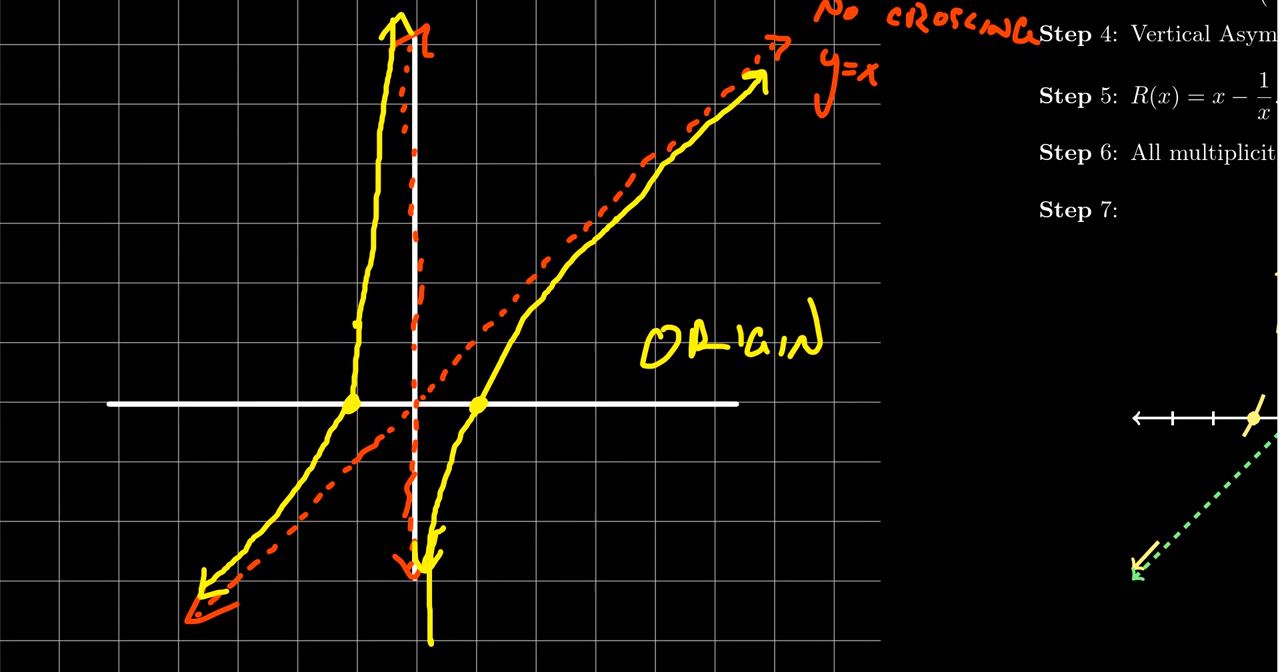 No CROSSING
y=x
ORIGIN
(
Step 4: Vertical Asym
Step 5: R(x) = x − 1/x.
Step 6: All multiplicit
Step 7: